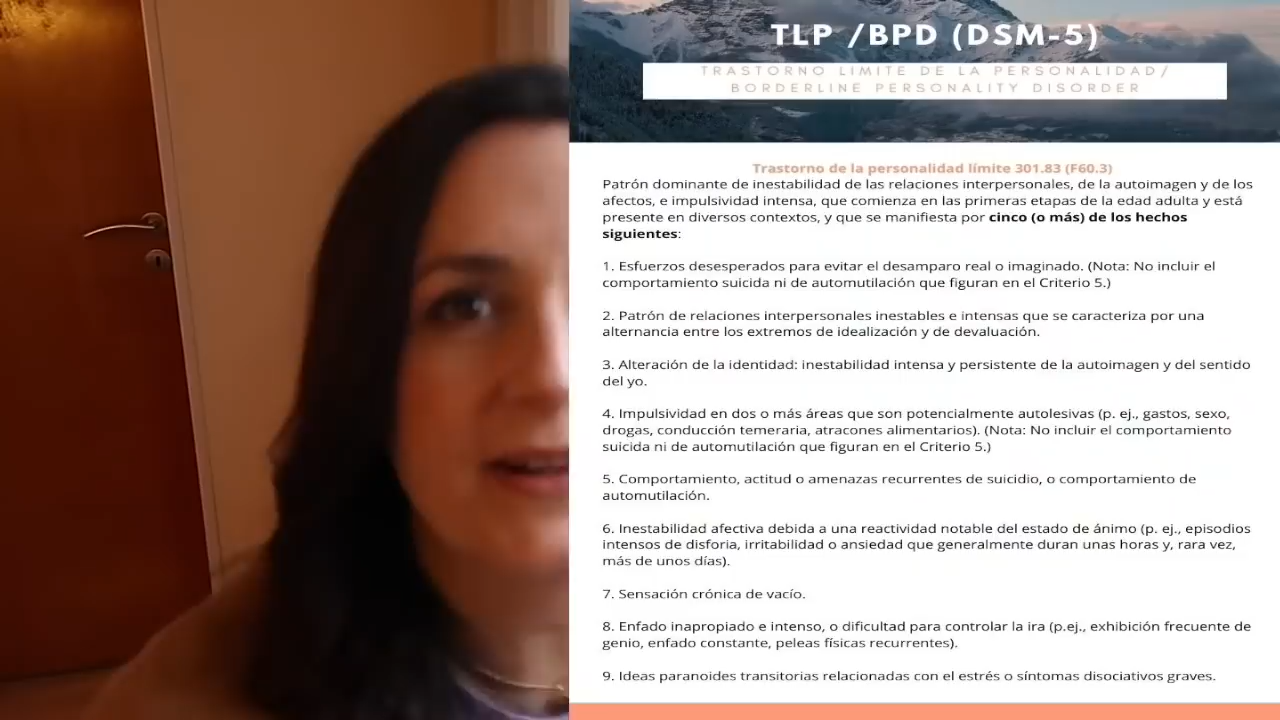 TLP /BPD (DSM-5)
TRASTORNO LIMITE DE LA PERSONALIDAD/
BORDERLINE PERSONALITY DISORDER
Trastorno de la personalidad límite 301.83 (F60.3)
Patrón dominante de inestabilidad de las relaciones interpersonales, de la autoimagen y de los
afectos, e impulsividad intensa, que comienza en las primeras etapas de la edad adulta y está
presente en diversos contextos, y que se manifiesta por cinco (o más) de los hechos
siguientes:
1. Esfuerzos desesperados para evitar el desamparo real o imaginado. (Nota: No incluir el
comportamiento suicida ni de automutilación que figuran en el Criterio 5.)
2. Patrón de relaciones interpersonales inestables e intensas que se caracteriza por una
alternancia entre los extremos de idealización y de devaluación.
3. Alteración de la identidad: inestabilidad intensa y persistente de la autoimagen y del sentido
del yo.
4. Impulsividad en dos o más áreas que son potencialmente autolesivas (p. ej., gastos, sexo,
drogas, conducción temeraria, atracones alimentarios). (Nota: No incluir el comportamiento
suicida ni de automutilación que figuran en el Criterio 5.)
5. Comportamiento, actitud o amenazas recurrentes de suicidio, o comportamiento de
automutilación.
6. Inestabilidad afectiva debida a una reactividad notable del estado de ánimo (p. ej., episodios
intensos de disforia, irritabilidad o ansiedad que generalmente duran unas horas y, rara vez,
más de unos días).
7. Sensación crónica de vacío.
8. Enfado inapropiado e intenso, o dificultad para controlar la ira (p.ej., exhibición frecuente de
genio, enfado constante, peleas físicas recurrentes).
9. Ideas paranoides transitorias relacionadas con el estrés o síntomas disociativos graves.